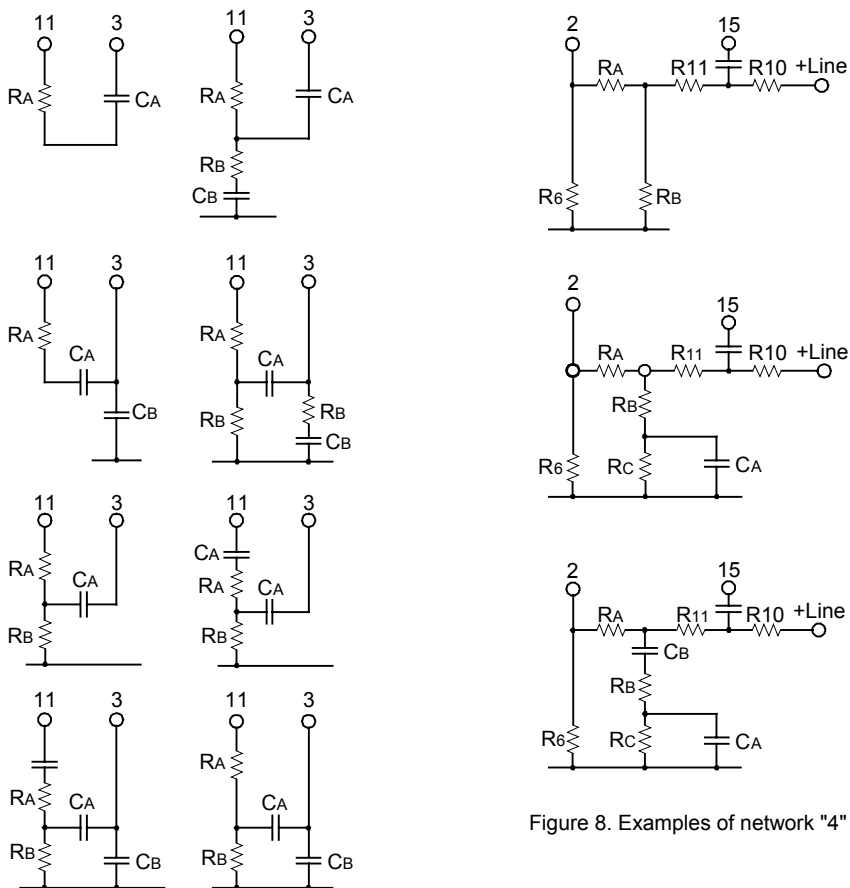 11 3
RA CA
11 3
RA CA
RB
CB
11 3
RA
CA
CB
11 3
RA
CA
RB RB
CB
11 3
RA
CA
RB
11 3
CA
RA CA
RB
11 3
RA CA
RB CB
11 3
RA
CA
RB CB
2 15
RA R11 R10 +Line
R6 RB
2 15
RA R11 R10 +Line
RB
R6 RC CA
2 15
RA R11 R10 +Line
CB
RB
R6 RC CA
Figure 8. Examples of network "4"